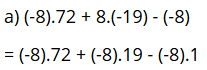 a) (-8).72 + 8.(-19) - (-8)
= (-8).72 + (-8).19 - (-8).1